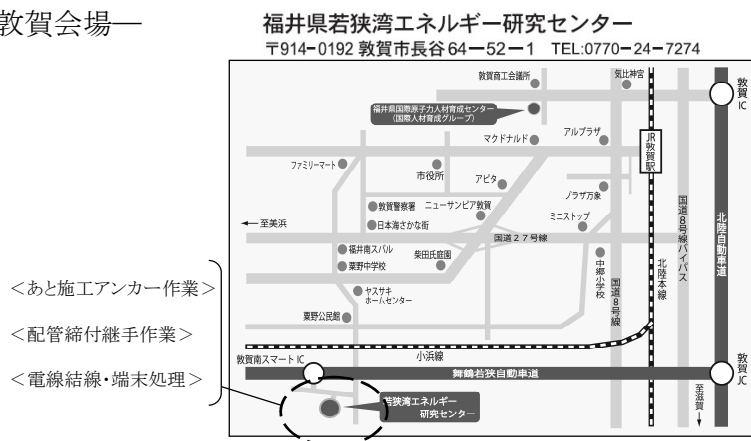 敦賀会場―
福井県若狭湾エネルギー研究センター
〒914-0192 敦賀市長谷64-52-1 TEL:0770-24-7274
敦賀商工会議所
気比神宮
敦賀
IC
福井県国際原子力人材育成センター
(国際人材育成グループ)
マクドナルド
アルプラザ
JR敦賀駅
ファミリーマート
市役所
アピタ
プラザ萬象
敦賀警察署
ニューサンピア敦賀
ミニストップ
日本海さかな街
←至美浜
国道27号線
国道8号線バイパス
北陸自動車道
福井南スバル
柴田氏庭園
粟野中学校
中郷小学校
国道8号線
北陸本線
ヤスサキ
ホームセンター
粟野公民館
小浜線
敦賀南スマートIC
舞鶴若狭自動車道
敦賀
JC
至滋賀→
若狭湾エネルギー
研究センター
<あと施工アンカー作業>
<配管締付継手作業>
<電線結線・端末処理>